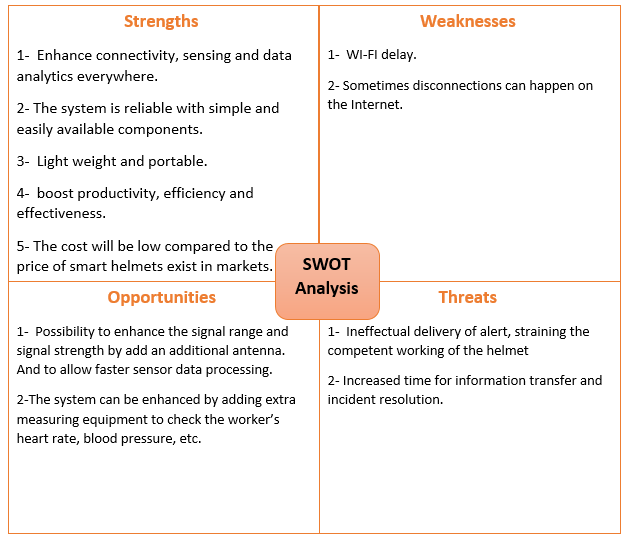 Strengths
1-  Enhance connectivity, sensing and data
analytics everywhere.
2- The system is reliable with simple and
easily available components.
3-  Light weight and portable.
4-  boost productivity, efficiency and
effectiveness.
5- The cost will be low compared to the
price of smart helmets exist in markets.
Weaknesses
1-  WI-FI delay.
2- Sometimes disconnections can happen on
the Internet.
SWOT
Analysis
Opportunities
1-  Possibility to enhance the signal range and
signal strength by add an additional antenna.
And to allow faster sensor data processing.
2-The system can be enhanced by adding extra
measuring equipment to check the worker’s
heart rate, blood pressure, etc.
Threats
1-  Ineffectual delivery of alert, straining the
competent working of the helmet
2- Increased time for information transfer and
incident resolution.